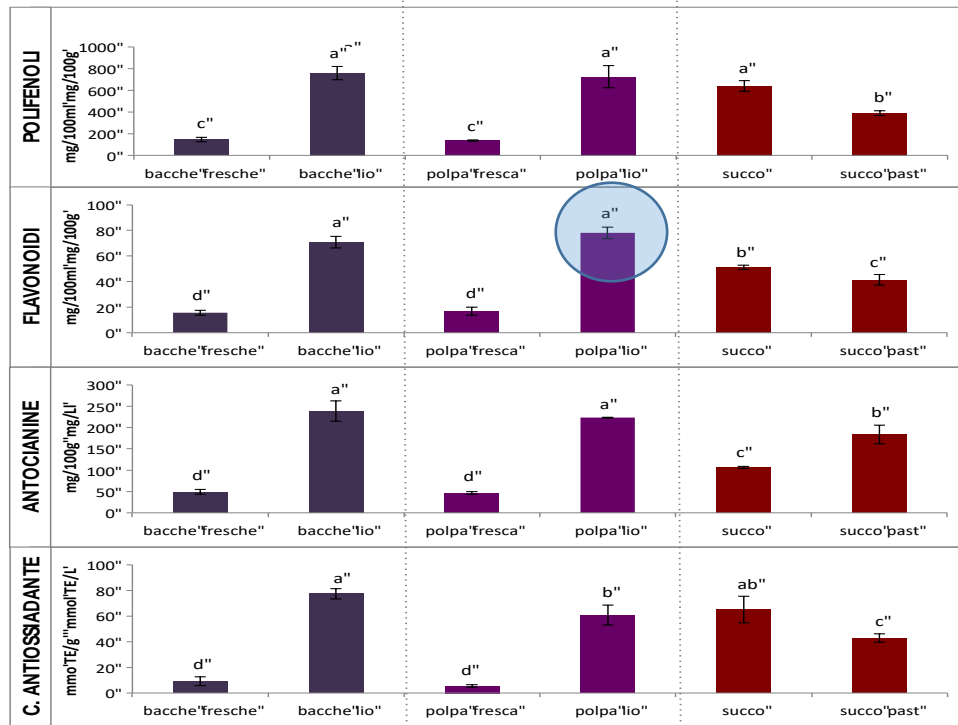 POLIFENOLI
mg/100ml'mg/100g'
1000"
800"
600"
400"
200"
0"
c"
a"
c"
a"
a"
b"
bacche"fresche"
bacche"lio"
polpa"fresca"
polpa"lio"
succo"
succo"past"
FLAVONOIDI
mg/100ml'mg/100g'
100"
80"
60"
40"
20"
0"
d"
a"
d"
a"
b"
c"
bacche"fresche"
bacche"lio"
polpa"fresca"
polpa"lio"
succo"
succo"past"
ANTOCIANINE
mg/100g"mg/L'
300"
250"
200"
150"
100"
50"
0"
d"
a"
d"
a"
c"
b"
bacche"fresche"
bacche"lio"
polpa"fresca"
polpa"lio"
succo"
succo"past"
C. ANTIOSSIADANTE
mmo'TE/g'"mmol'TE/L'
80"
60"
40"
20"
0"
d"
a"
d"
b"
ab"
c"
bacche"fresche"
bacche"lio"
polpa"fresca"
polpa"lio"
succo"
succo"past"